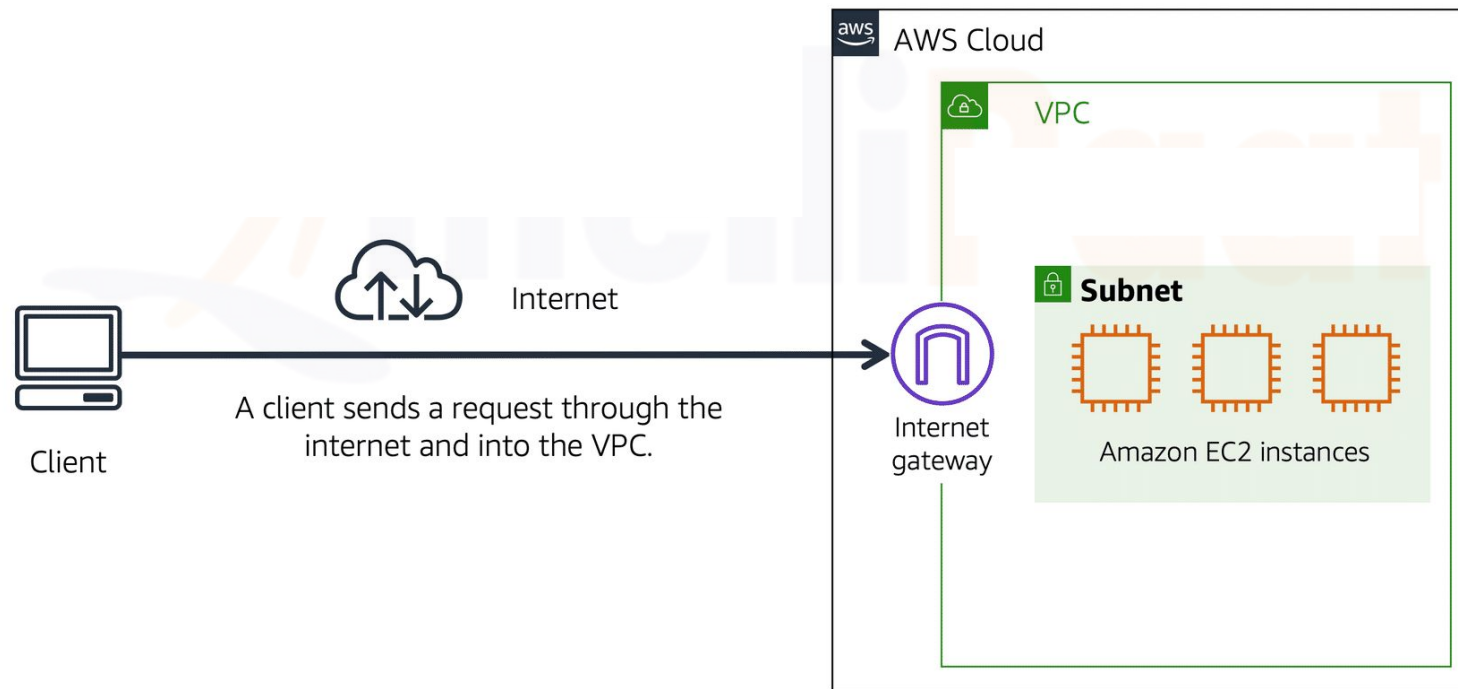 aws
AWS Cloud
VPC
Internet
Subnet
A client sends a request through the
internet and into the VPC.
Client
Internet
gateway
Amazon EC2 instances